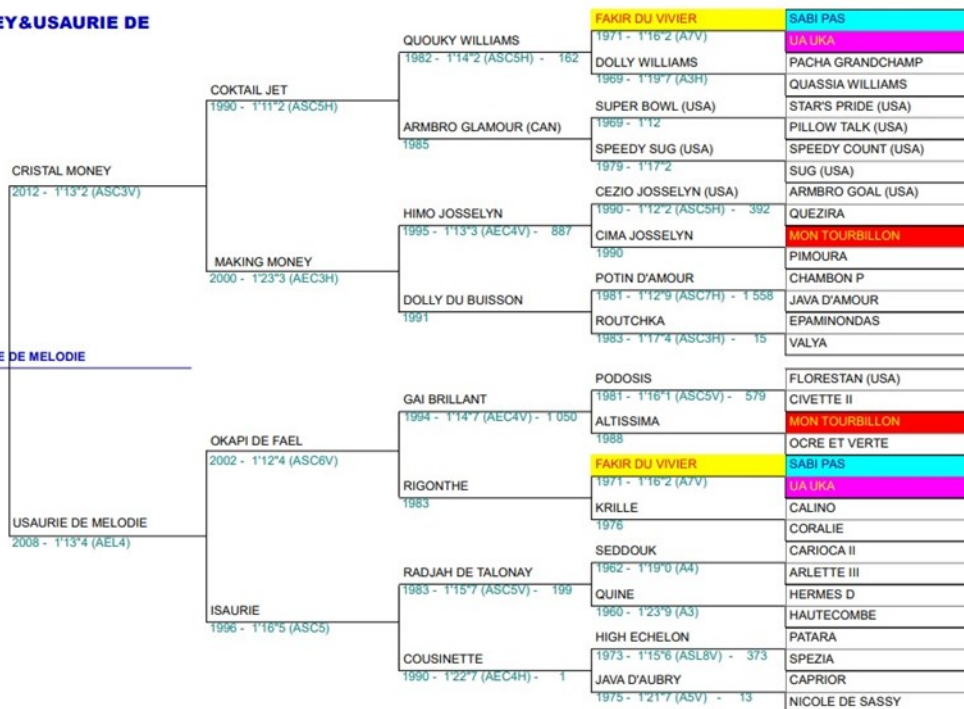 EY&USAURIE DE
FAKIR DU VIVIER
SABI PAS
QUOUKY WILLIAMS
1971 - 1'16"2 (A7V)
UA UKA
1982 - 1'14"2 (ASC5H) - 162
DOLLY WILLIAMS
PACHA GRANDCHAMP
1969 - 1'19"7 (A3H)
QUASSIA WILLIAMS
COKTAIL JET
1990 - 1'11"2 (ASC5H)
SUPER BOWL (USA)
STAR'S PRIDE (USA)
ARMBRO GLAMOUR (CAN)
1969 - 1'12
PILLOW TALK (USA)
1985
SPEEDY SUG (USA)
SPEEDY COUNT (USA)
1979 - 1'17"2
SUG (USA)
CRISTAL MONEY
2012 - 1'13"2 (ASC3V)
CEZIO JOSSELYN (USA)
ARMBRO GOAL (USA)
HIMO JOSSELYN
1990 - 1'12"2 (ASC5H) - 392
QUEZIRA
1995 - 1'13"3 (AEC4V) - 887
CIMA JOSSELYN
MON TOURBILLON
1990
PIMOURA
MAKING MONEY
2000 - 1'23"3 (AEC3H)
POTIN D'AMOUR
CHAMBON P
DOLLY DU BUISSON
1981 - 1'12"9 (ASC7H) - 1 558
JAVA D'AMOUR
1991
ROUTCHKA
EPAMINONDAS
1983 - 1'17"4 (ASC3H) - 15
VALYA
E DE MELODIE
PODOSIS
FLORESTAN (USA)
GAI BRILLANT
1981 - 1'16"1 (ASC5V) - 579
CIVETTE II
1994 - 1'14"7 (AEC4V) - 1 050
ALTISSIMA
MON TOURBILLON
1988
OCRE ET VERTE
OKAPI DE FAEL
2002 - 1'12"4 (ASC6V)
FAKIR DU VIVIER
SABI PAS
RIGONTHE
1971 - 1'16"2 (A7V)
UA UKA
1983
KRILLE
CALINO
1976
CORALIE
USAURIE DE MELODIE
2008 - 1'13"4 (AEL4)
SEDDOUK
CARIOCA II
RADJAH DE TALONAY
1962 - 1'19"0 (A4)
ARLETTE III
1983 - 1'15"7 (ASC5V) - 199
QUINE
HERMES D
1960 - 1'23"9 (A3)
HAUTECOMBE
ISAURIE
1996 - 1'16"5 (ASC5)
HIGH ECHELON
PATARA
COUSINETTE
1973 - 1'15"6 (ASL8V) - 373
SPEZIA
1990 - 1'22"7 (AEC4H) - 1
JAVA D'AUBRY
CAPRIOR
1975 - 1'21"7 (A5V) - 13
NICOLE DE SASSY